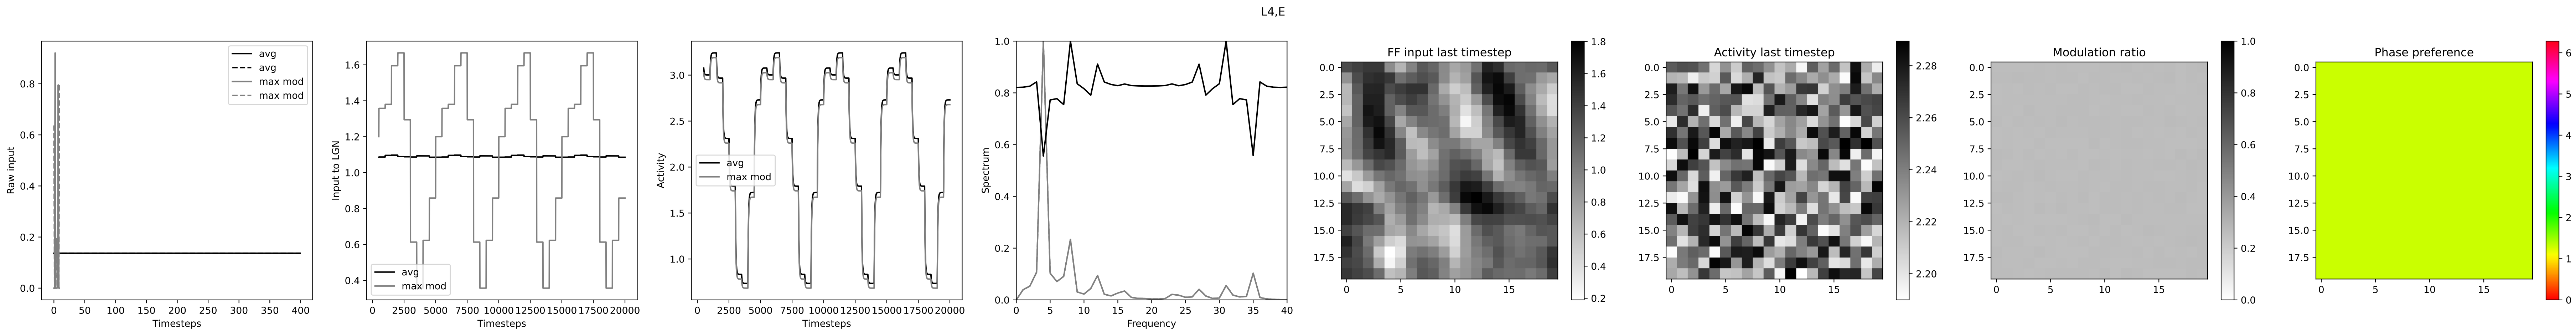 L4,E
Raw input
0.0
0.2
0.4
0.6
0.8
0 50 100 150 200 250 300 350 400
Timesteps
avg
avg
max mod
max mod
Input to LGN
0.4
0.6
0.8
1.0
1.2
1.4
1.6
0 2500 5000 7500 10000 12500 15000 17500 20000
Timesteps
avg
max mod
Activity
1.0
1.5
2.0
2.5
3.0
0 2500 5000 7500 10000 12500 15000 17500 20000
Timesteps
avg
max mod
Spectrum
0.0
0.2
0.4
0.6
0.8
1.0
0 5 10 15 20 25 30 35 40
Frequency
FF input last timestep
0.0
2.5
5.0
7.5
10.0
12.5
15.0
17.5
0 5 10 15
1.8
1.6
1.4
1.2
1.0
0.8
0.6
0.4
0.2
Activity last timestep
0.0
2.5
5.0
7.5
10.0
12.5
15.0
17.5
0 5 10 15
2.28
2.26
2.24
2.22
2.20
Modulation ratio
0.0
2.5
5.0
7.5
10.0
12.5
15.0
17.5
0 5 10 15
1.0
0.8
0.6
0.4
0.2
0.0
Phase preference
0.0
2.5
5.0
7.5
10.0
12.5
15.0
17.5
0 5 10 15
6
5
4
3
2
1
0